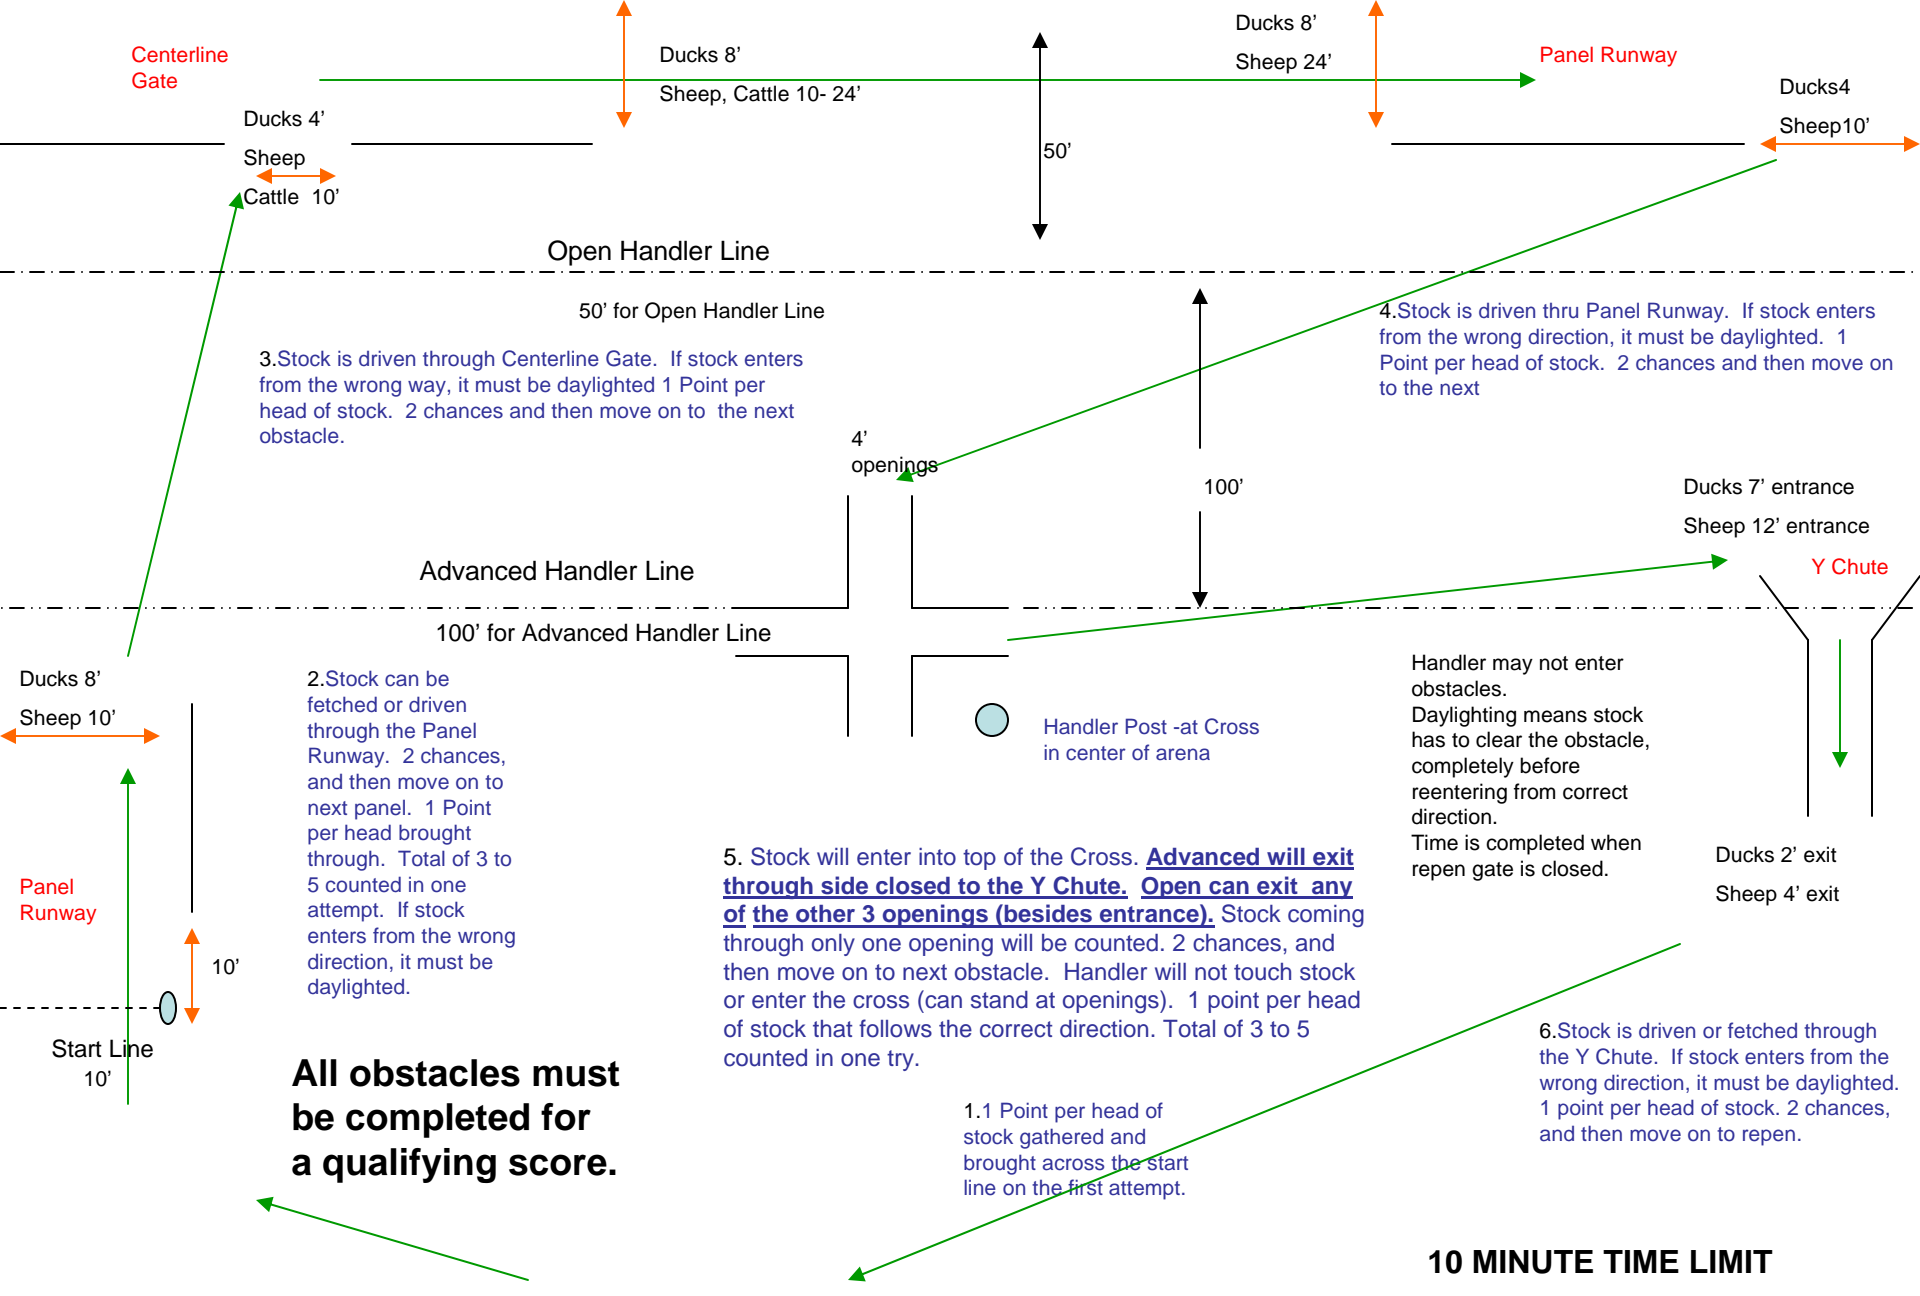 Centerline
Gate
Ducks 8’
Sheep, Cattle 10- 24’
Ducks 8’
Sheep 24’
Panel Runway
Ducks4
Sheep10’
Ducks 4’
Sheep
Cattle  10’
50’
Open Handler Line
50’ for Open Handler Line
3.Stock is driven through Centerline Gate.  If stock enters
from the wrong way, it must be daylighted 1 Point per
head of stock.  2 chances and then move on to  the next
obstacle.
4.Stock is driven thru Panel Runway.  If stock enters
from the wrong direction, it must be daylighted.  1
Point per head of stock.  2 chances and then move on
to the next
4’
openings
100’
Ducks 7’ entrance
Sheep 12’ entrance
Y Chute
Advanced Handler Line
100’ for Advanced Handler Line
Ducks 8’
Sheep 10’
2.Stock can be
fetched or driven
through the Panel
Runway.  2 chances,
and then move on to
next panel.  1 Point
per head brought
through.  Total of 3 to
5 counted in one
attempt.  If stock
enters from the wrong
direction, it must be
daylighted.
Handler Post -at Cross
in center of arena
Handler may not enter
obstacles.
Daylighting means stock
has to clear the obstacle,
completely before
reentering from correct
direction.
Time is completed when
repen gate is closed.
Ducks 2’ exit
Sheep 4’ exit
Panel
Runway
10’
Start Line
10’
5. Stock will enter into top of the Cross. Advanced will exit
through side closed to the Y Chute.  Open can exit  any
of the other 3 openings (besides entrance). Stock coming
through only one opening will be counted. 2 chances, and
then move on to next obstacle.  Handler will not touch stock
or enter the cross (can stand at openings).  1 point per head
of stock that follows the correct direction. Total of 3 to 5
counted in one try.
All obstacles must
be completed for
a qualifying score.
1.1 Point per head of
stock gathered and
brought across the start
line on the first attempt.
6.Stock is driven or fetched through
the Y Chute.  If stock enters from the
wrong direction, it must be daylighted.
1 point per head of stock. 2 chances,
and then move on to repen.
10 MINUTE TIME LIMIT